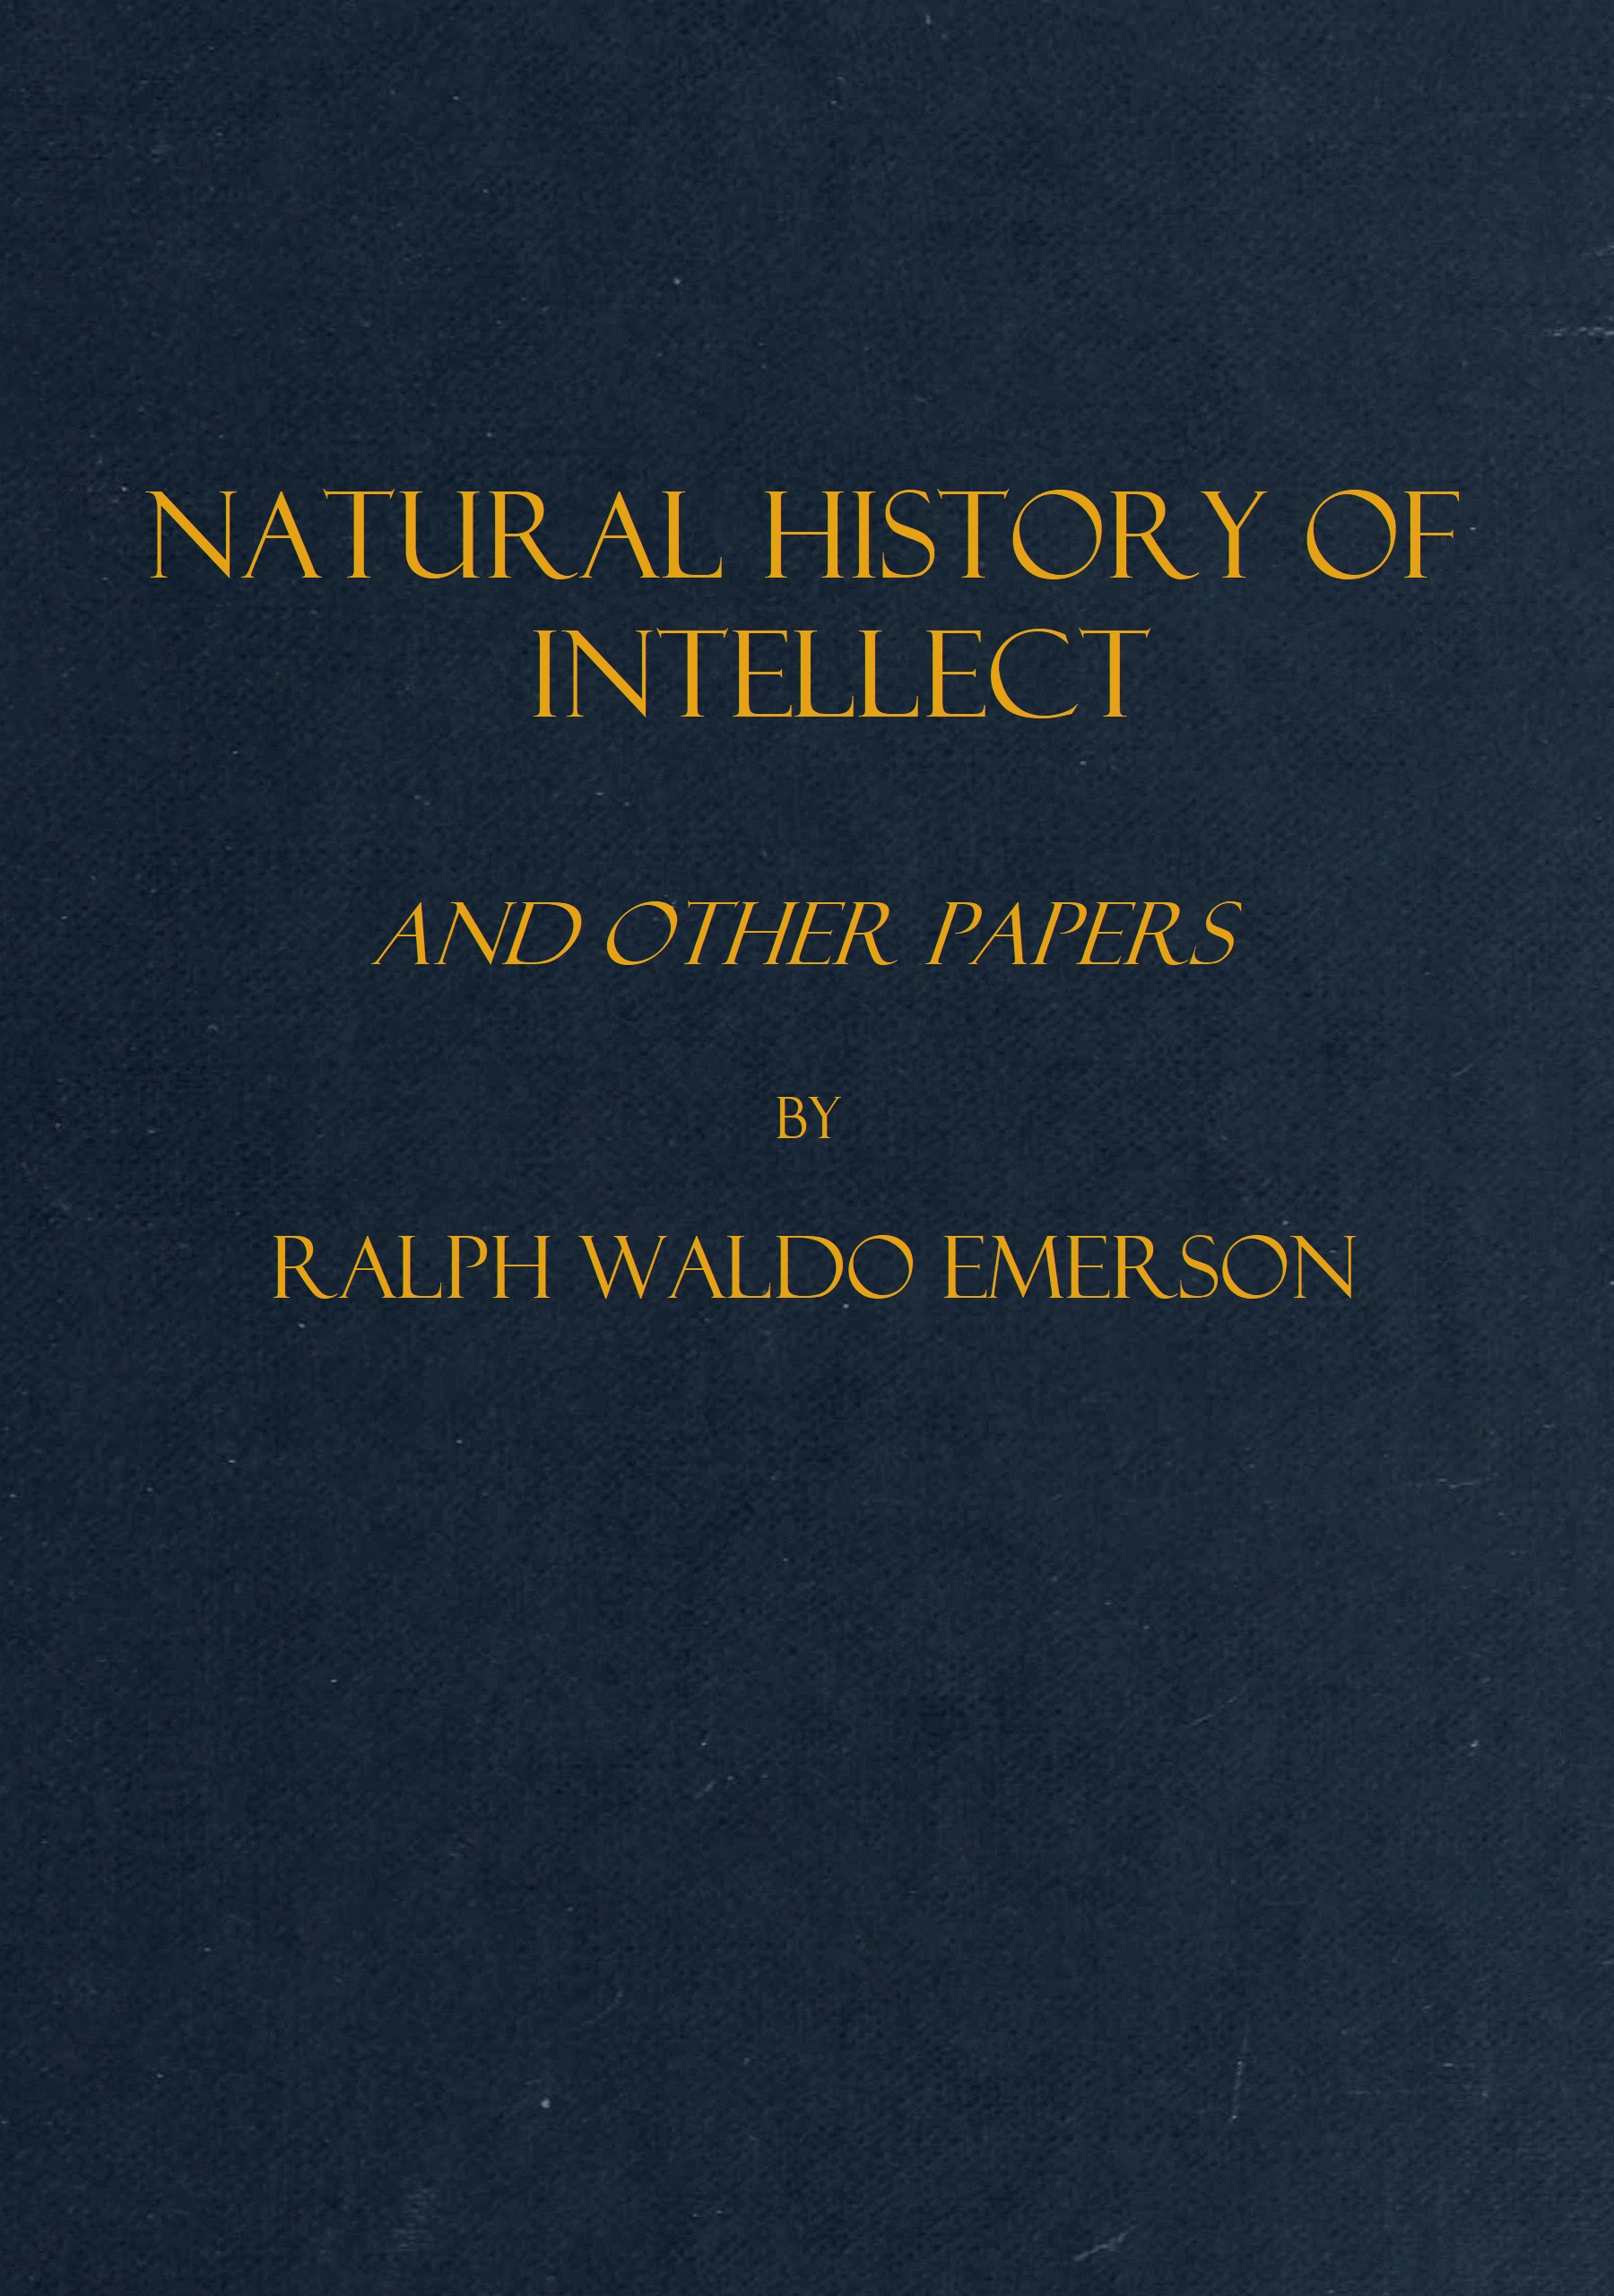 NATURAL HISTORY OF
INTELLECT
AND OTHER PAPERS
BY
RALPH WALDO EMERSON